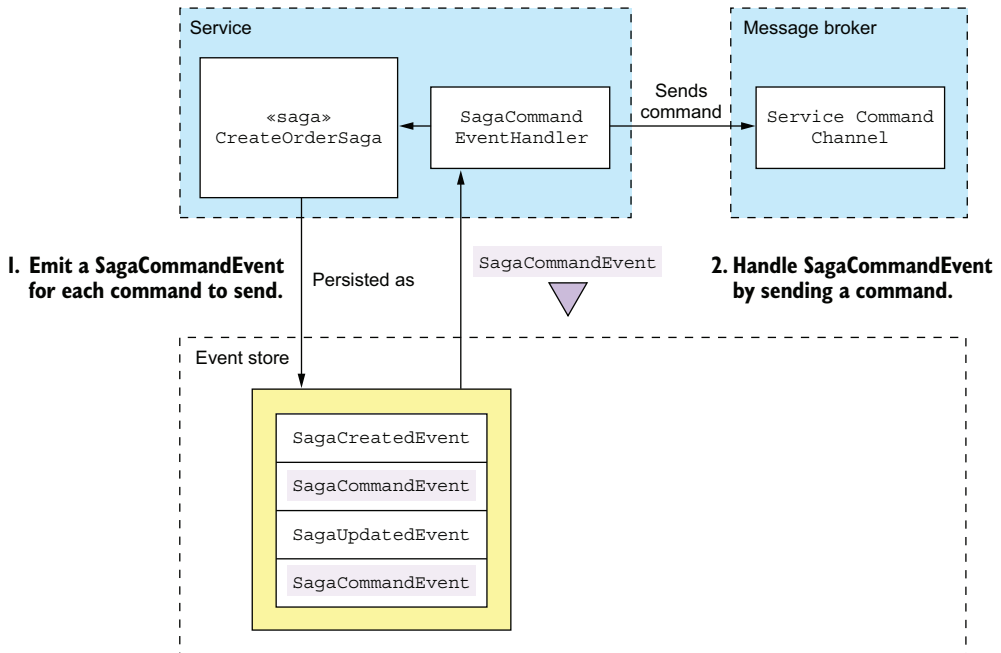 Service
Message broker
«saga»
CreateOrderSaga
SagaCommand
EventHandler
Sends
command
Service Command
Channel
1. Emit a SagaCommandEvent
for each command to send.
Persisted as
SagaCommandEvent
2. Handle SagaCommandEvent
by sending a command.
Event store
SagaCreatedEvent
SagaCommandEvent
SagaUpdatedEvent
SagaCommandEvent